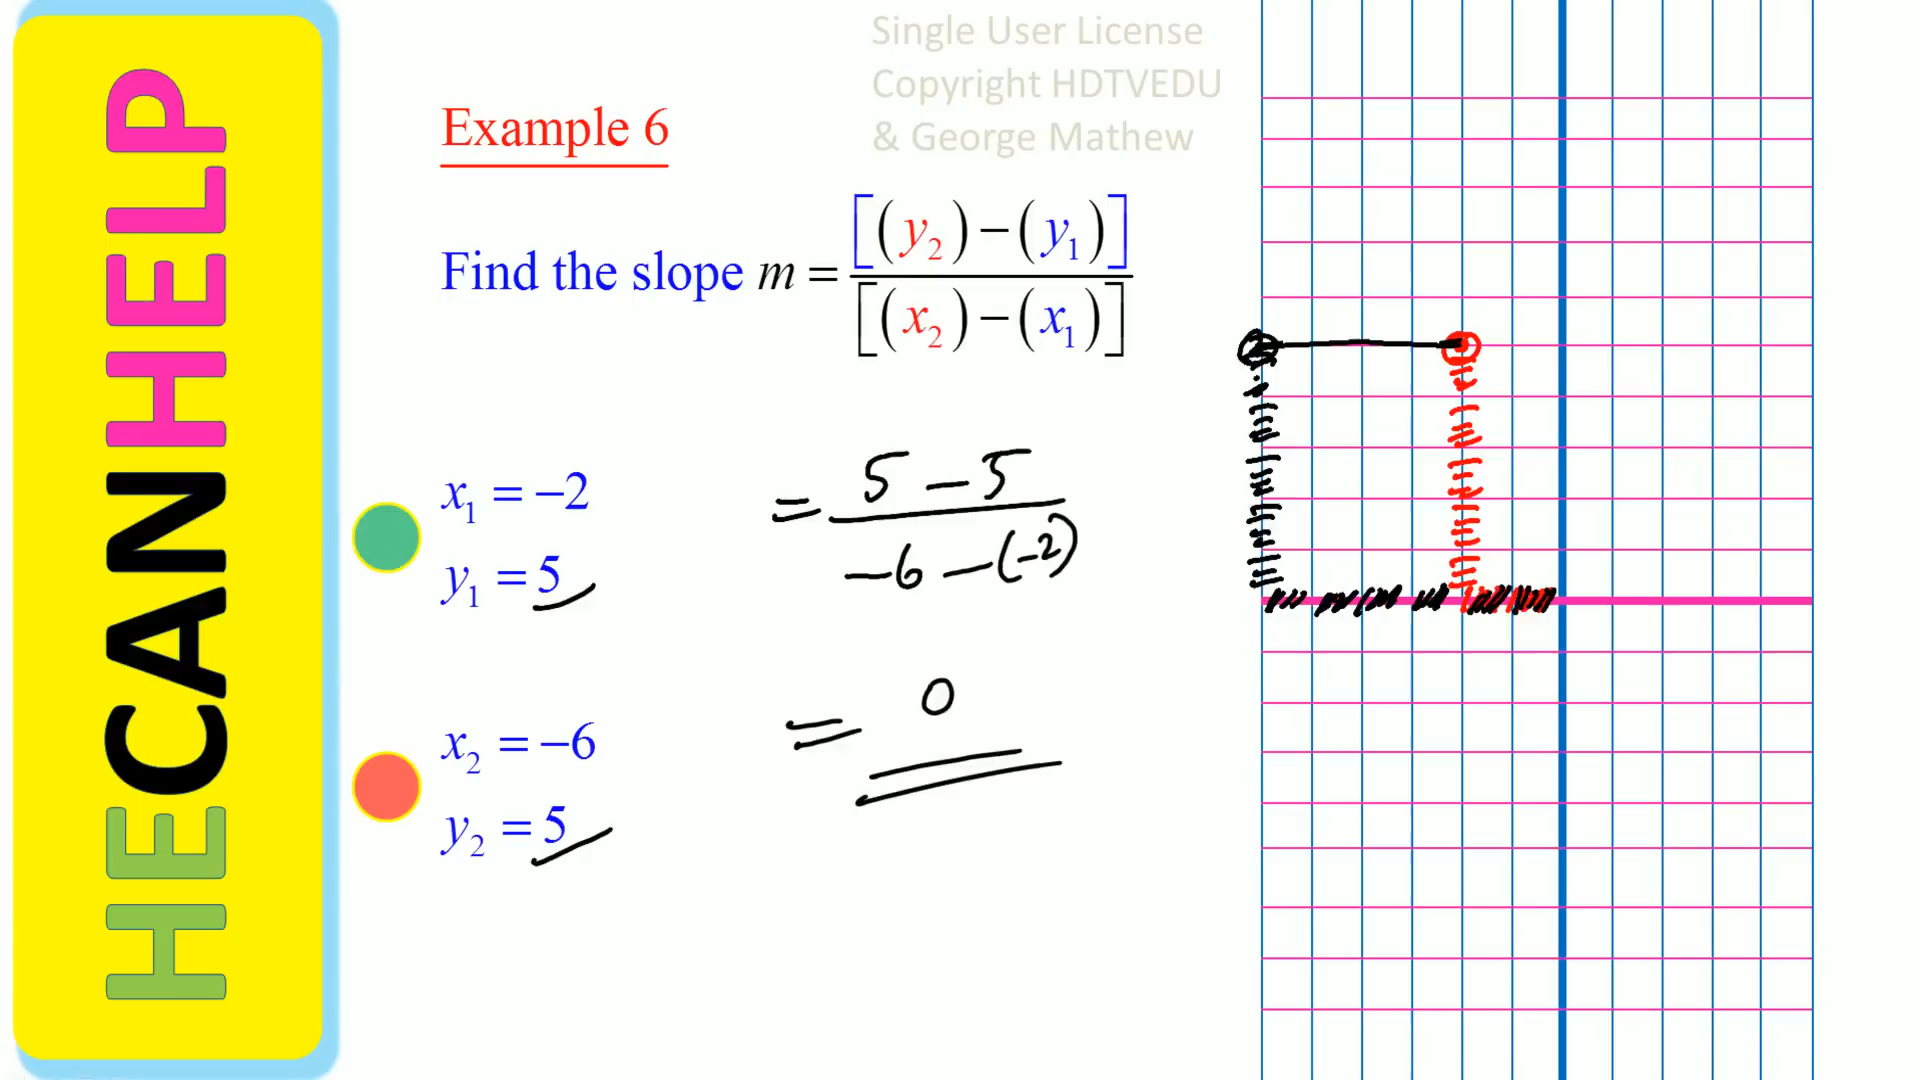 HECANHELP
Single User License
Copyright HDTVEDU
& George Mathew
Example 6
Find the slope m = [(y₂)−(y₁)] / [(x₂)−(x₁)]
x₁ = −2
y₁ = 5
= 5 − 5 / −6 − (−2)
= 0
x₂ = −6
y₂ = 5